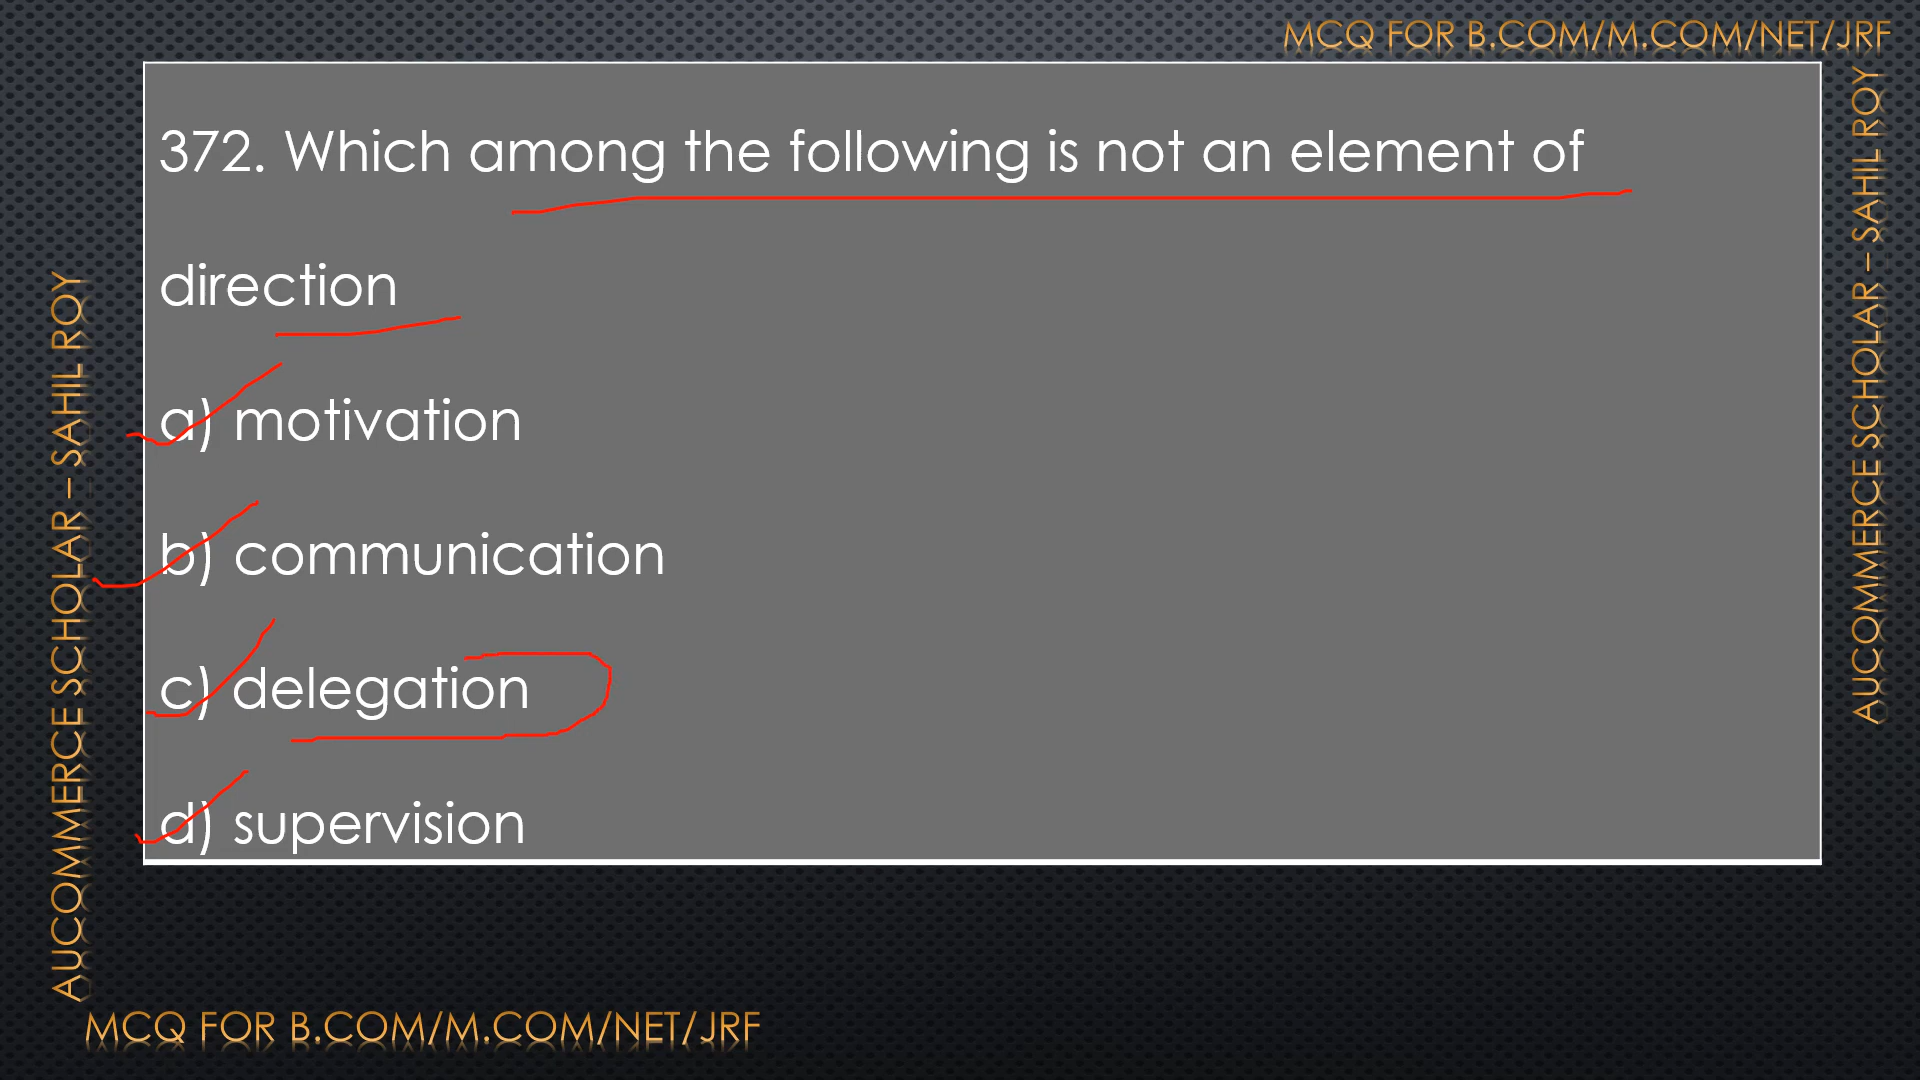 MCQ FOR B.COM/M.COM/NET/JRF
372. Which among the following is not an element of
direction
a) motivation
b) communication
c) delegation
d) supervision
AUCOMMERCE SCHOLAR – SAHIL ROY
AUCOMMERCE SCHOLAR – SAHIL ROY
MCQ FOR B.COM/M.COM/NET/JRF